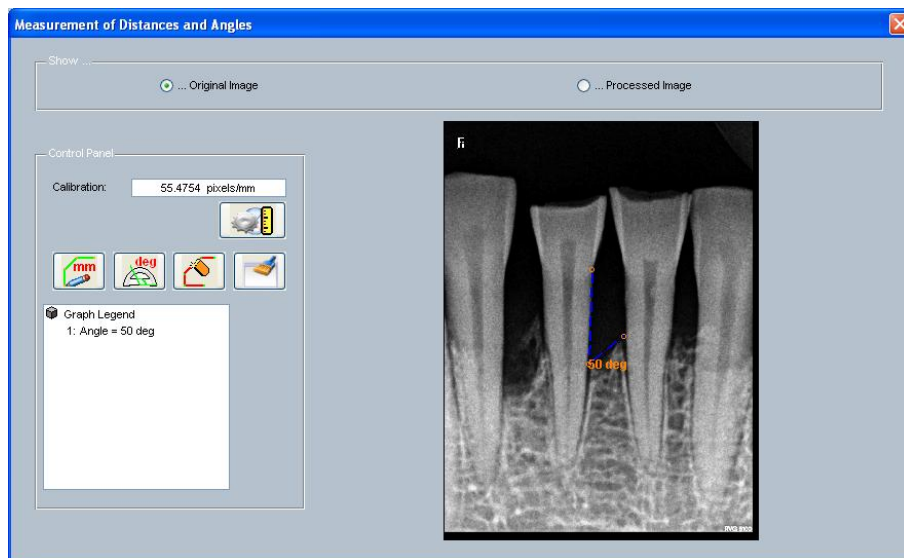 Measurement of Distances and Angles
Show ...
... Original Image
... Processed Image
Control Panel
Calibration:
55.4754 pixels/mm
mm
deg
Graph Legend
1: Angle = 50 deg
50 deg